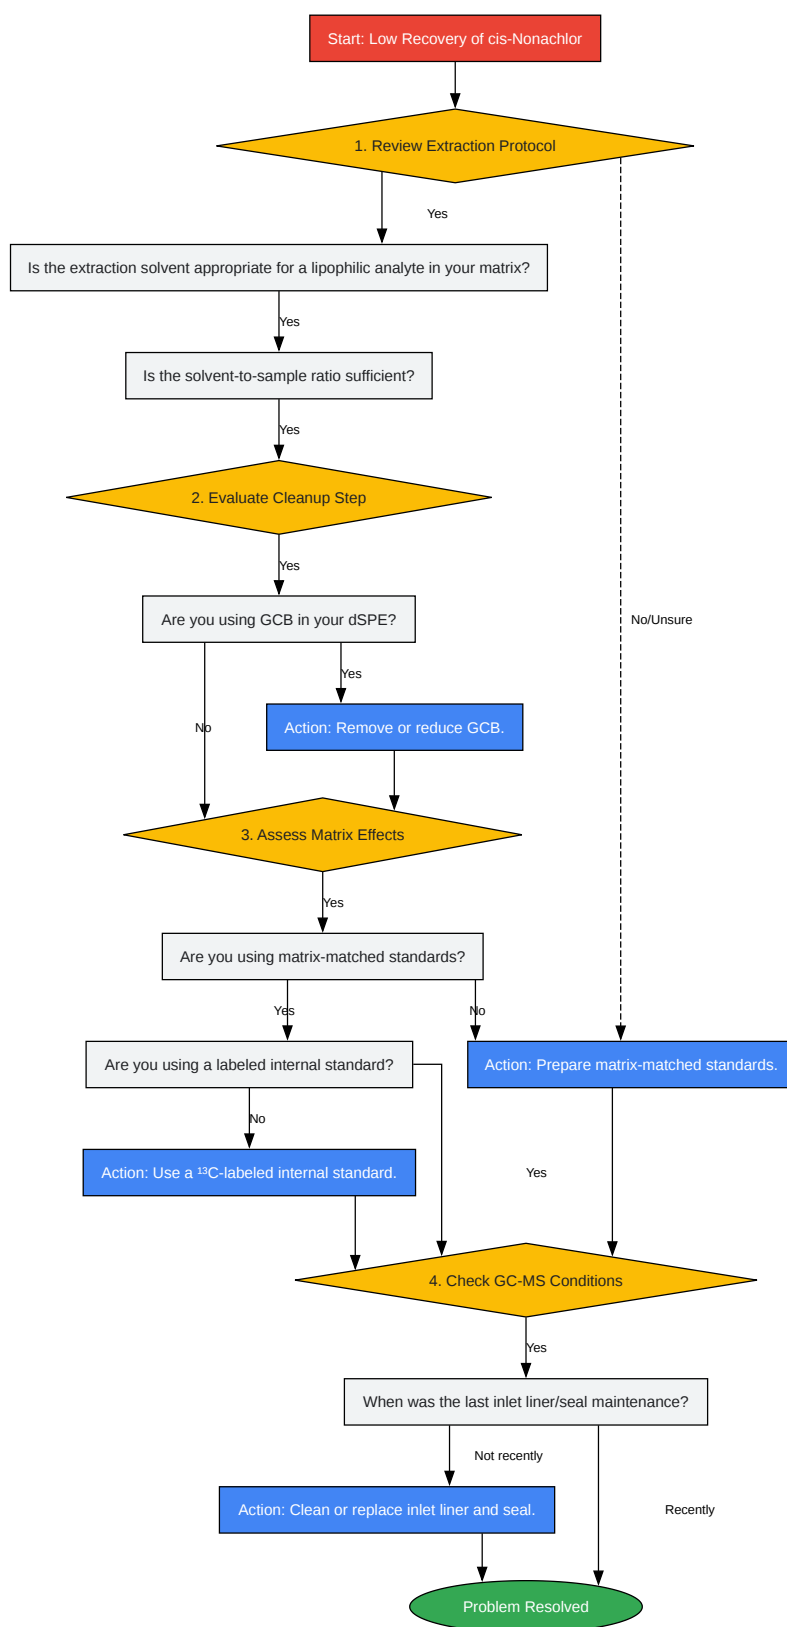 Start: Low Recovery of cis-Nonachlor
1. Review Extraction Protocol
Yes
Is the extraction solvent appropriate for a lipophilic analyte in your matrix?
Yes
Is the solvent-to-sample ratio sufficient?
Yes
2. Evaluate Cleanup Step
Yes
Are you using GCB in your dSPE?
No/Unsure
Yes
No
Action: Remove or reduce GCB.
3. Assess Matrix Effects
Yes
Are you using matrix-matched standards?
Yes
No
Are you using a labeled internal standard?
Action: Prepare matrix-matched standards.
No
Action: Use a ¹³C-labeled internal standard.
Yes
4. Check GC-MS Conditions
Yes
When was the last inlet liner/seal maintenance?
Not recently
Action: Clean or replace inlet liner and seal.
Recently
Problem Resolved